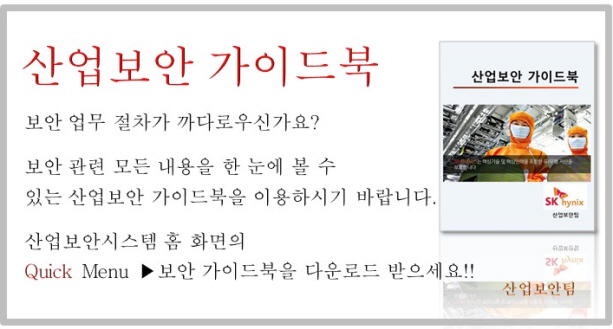 산업보안 가이드북
보안 업무 절차가 까다로우신가요?
보안 관련 모든 내용을 한 눈에 볼 수
있는 산업보안 가이드북을 이용하시기 바랍니다.
산업보안시스템 홈 화면의
Quick Menu ▶보안 가이드북을 다운로드 받으세요!!
산업보안팀
산업보안 가이드북
SK hynix
산업보안팀